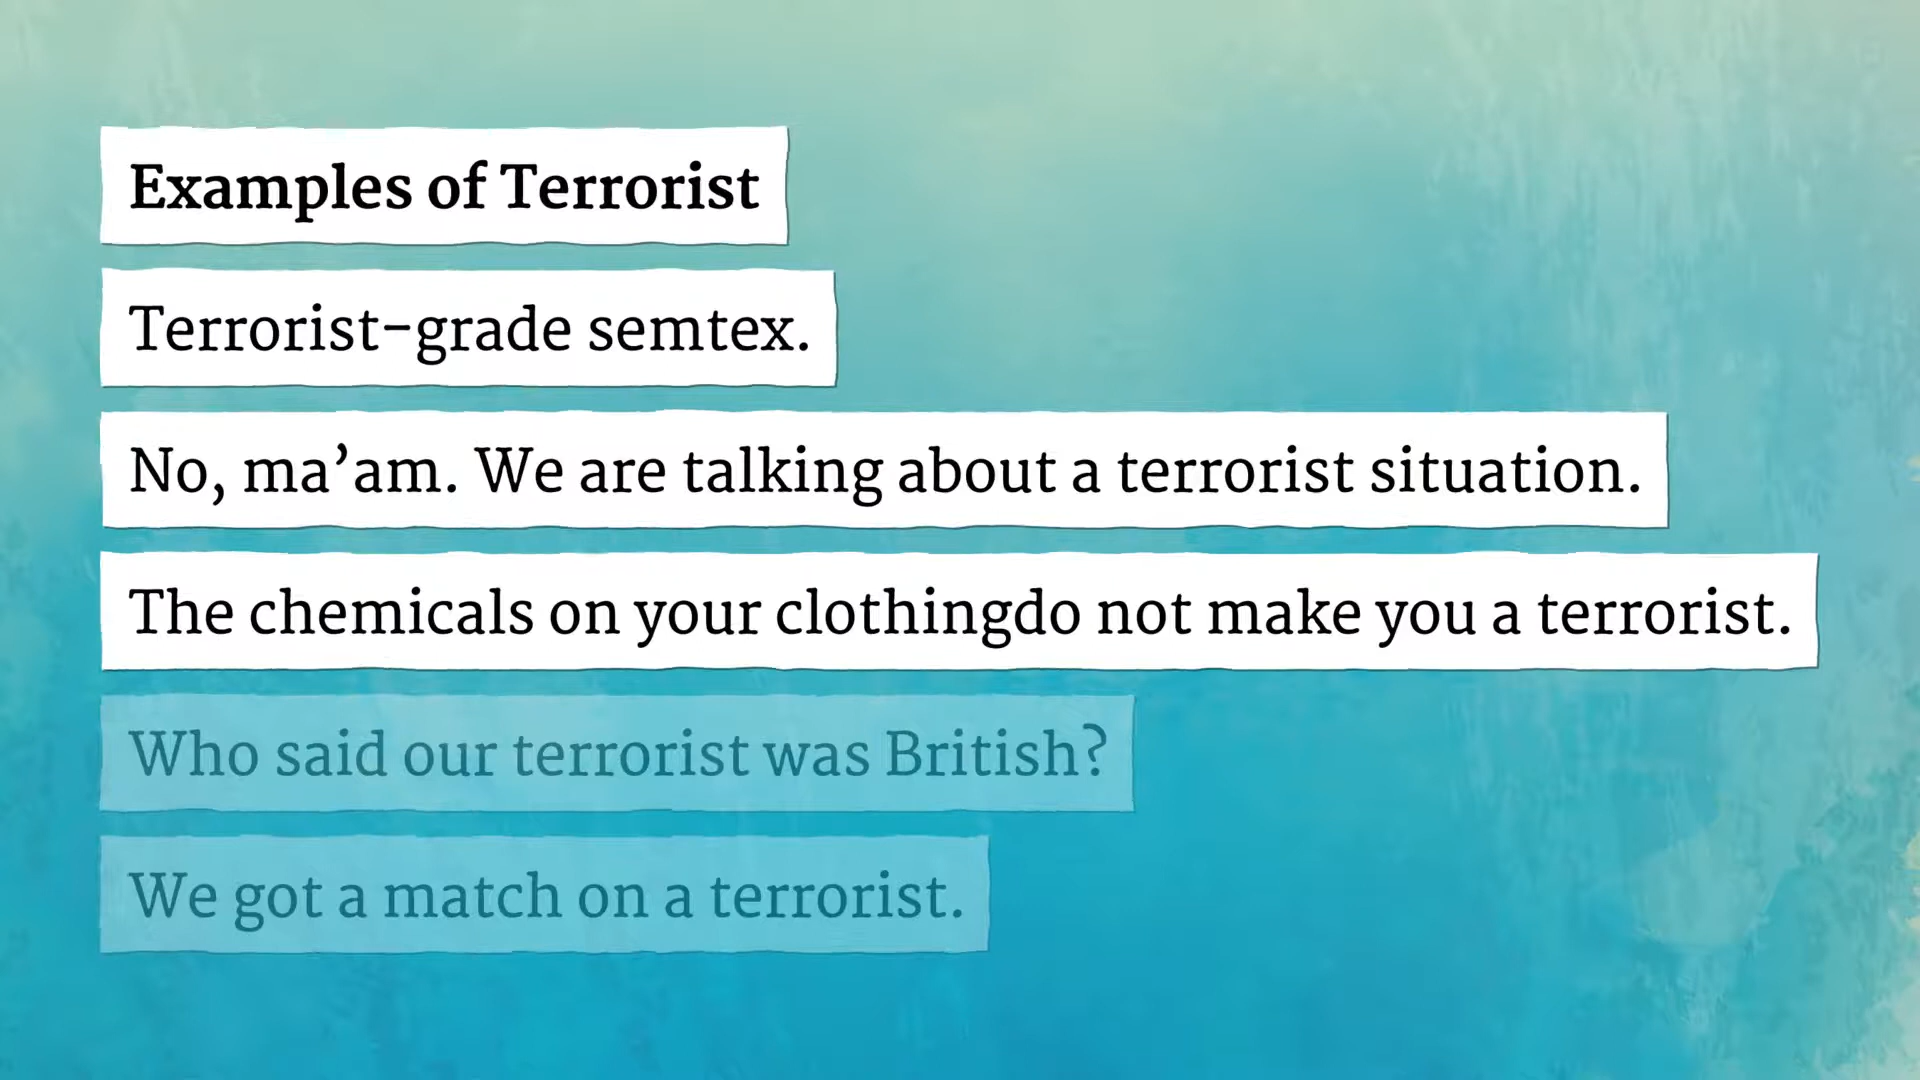 Examples of Terrorist
Terrorist-grade semtex.
No, ma’am. We are talking about a terrorist situation.
The chemicals on your clothingdo not make you a terrorist.
Who said our terrorist was British?
We got a match on a terrorist.